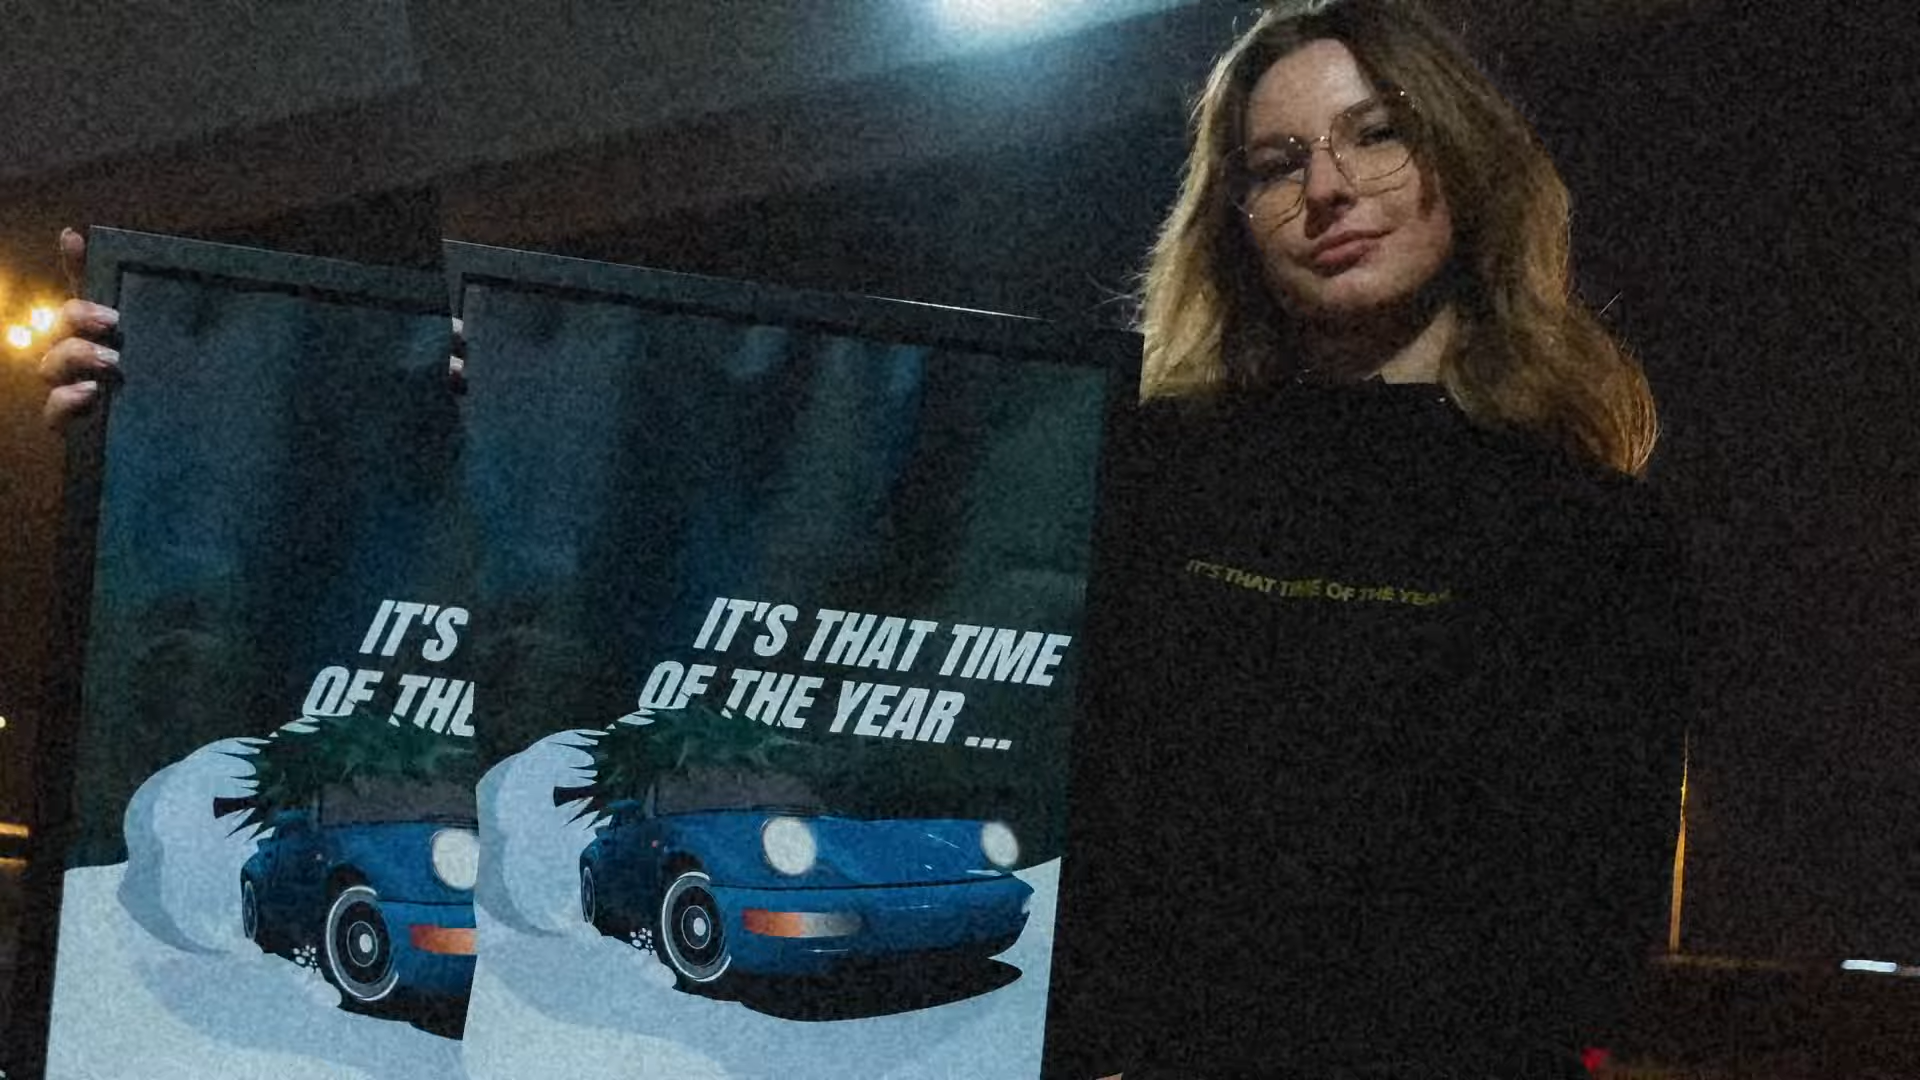 IT'S
OF THE
IT'S THAT TIME
OF THE YEAR ...
IT'S THAT TIME OF THE YEAR